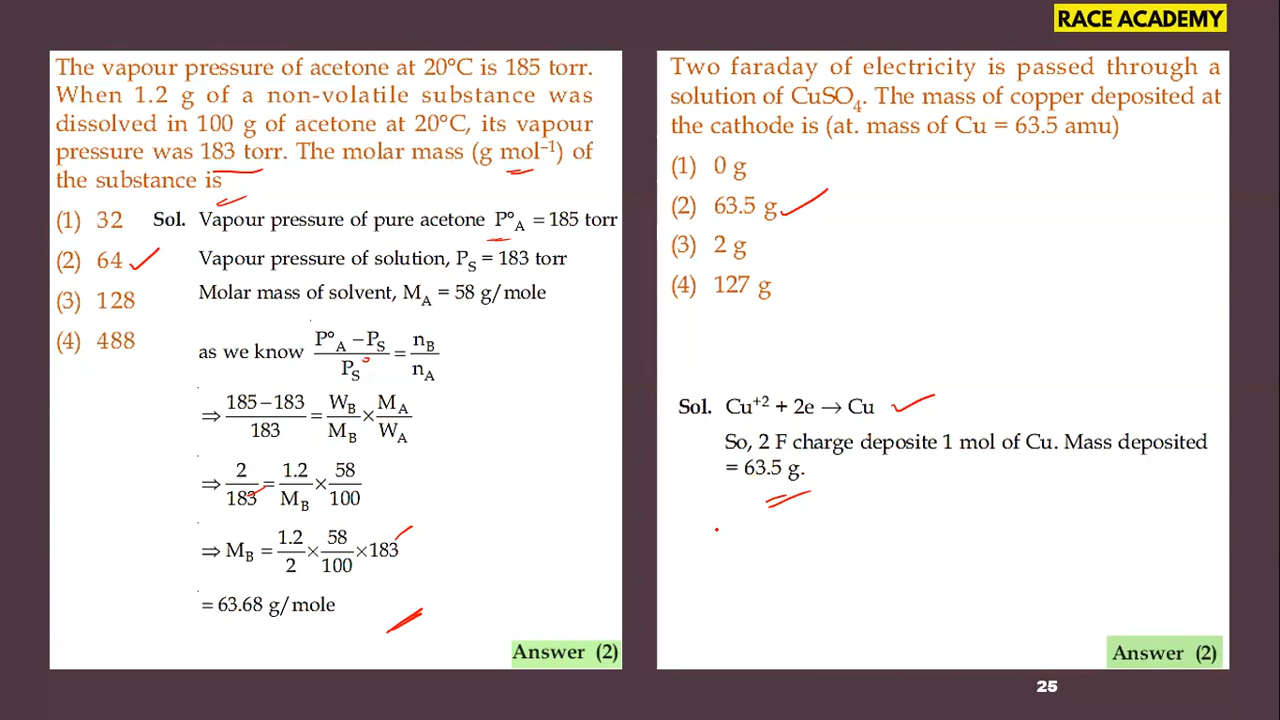 RACE ACADEMY
The vapour pressure of acetone at 20°C is 185 torr.
When 1.2 g of a non-volatile substance was
dissolved in 100 g of acetone at 20°C, its vapour
pressure was 183 torr. The molar mass (g mol⁻¹) of
the substance is
(1) 32
(2) 64
(3) 128
(4) 488
Sol. Vapour pressure of pure acetone P°A = 185 torr
Vapour pressure of solution, PS = 183 torr
Molar mass of solvent, MA = 58 g/mole
as we know (P°A – PS)/PS = nB/nA
⇒ (185 – 183)/183 = WB/MB × MA/WA
⇒ 2/183 = 1.2/MB × 58/100
⇒ MB = 1.2/2 × 58/100 × 183
= 63.68 g/mole
Answer (2)
Two faraday of electricity is passed through a
solution of CuSO₄. The mass of copper deposited at
the cathode is (at. mass of Cu = 63.5 amu)
(1) 0 g
(2) 63.5 g
(3) 2 g
(4) 127 g
Sol. Cu⁺² + 2e → Cu
So, 2 F charge deposite 1 mol of Cu. Mass deposited
= 63.5 g.
Answer (2)
25